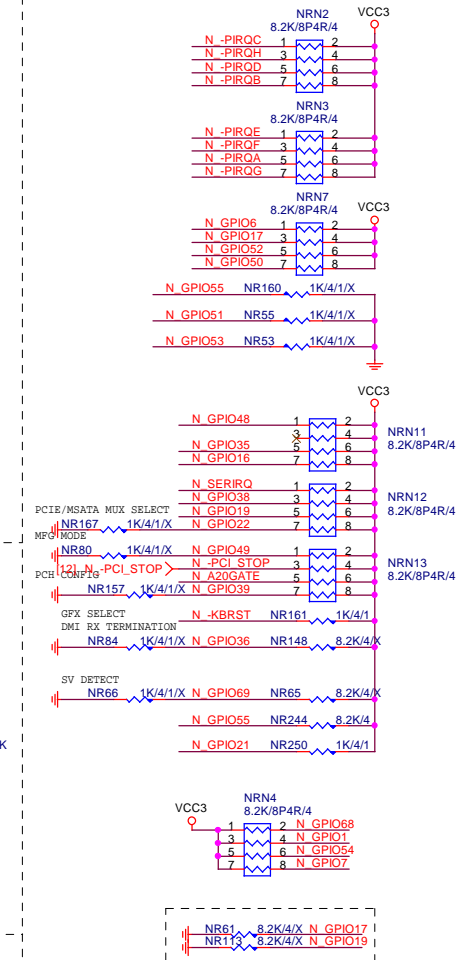 NRN2
8.2K/8P4R/4
VCC3
N_-PIRQC 1 2
N_-PIRQH 3 4
N_-PIRQD 5 6
N_-PIRQB 7 8
NRN3
8.2K/8P4R/4
N_-PIRQE 1 2
N_-PIRQF 3 4
N_-PIRQA 5 6
N_-PIRQG 7 8
NRN7
8.2K/8P4R/4
VCC3
N_GPIO6 1 2
N_GPIO17 3 4
N_GPIO52 5 6
N_GPIO50 7 8
N_GPIO55 NR160 1K/4/1/X
N_GPIO51 NR55 1K/4/1/X
N_GPIO53 NR53 1K/4/1/X
VCC3
N_GPIO48 1 2
3 4 NRN11
N_GPIO35 5 6 8.2K/8P4R/4
N_GPIO16 7 8
N_SERIRQ 1 2
N_GPIO38 3 4 NRN12
N_GPIO19 5 6 8.2K/8P4R/4
PCIE/MSATA MUX SELECT
NR167 1K/4/1/X N_GPIO22 7 8
MFG MODE
NR80 1K/4/1/X N_GPIO49 1 2
[12] N_-PCI_STOP N_-PCI_STOP 3 4 NRN13
PCH CONFIG N_A20GATE 5 6 8.2K/8P4R/4
NR157 1K/4/1/X N_GPIO39 7 8
GFX SELECT N_-KBRST NR161 1K/4/1
DMI RX TERMINATION
NR84 1K/4/1/X N_GPIO36 NR148 8.2K/4/X
SV DETECT
NR66 1K/4/1/X N_GPIO69 NR65 8.2K/4/X
N_GPIO55 NR244 8.2K/4
K
N_GPIO21 NR250 1K/4/1
NRN4
VCC3 8.2K/8P4R/4
1 2 N_GPIO68
3 4 N_GPIO1
5 6 N_GPIO54
7 8 N_GPIO7
NR61 8.2K/4/X N_GPIO17
NR113 8.2K/4/X N_GPIO19